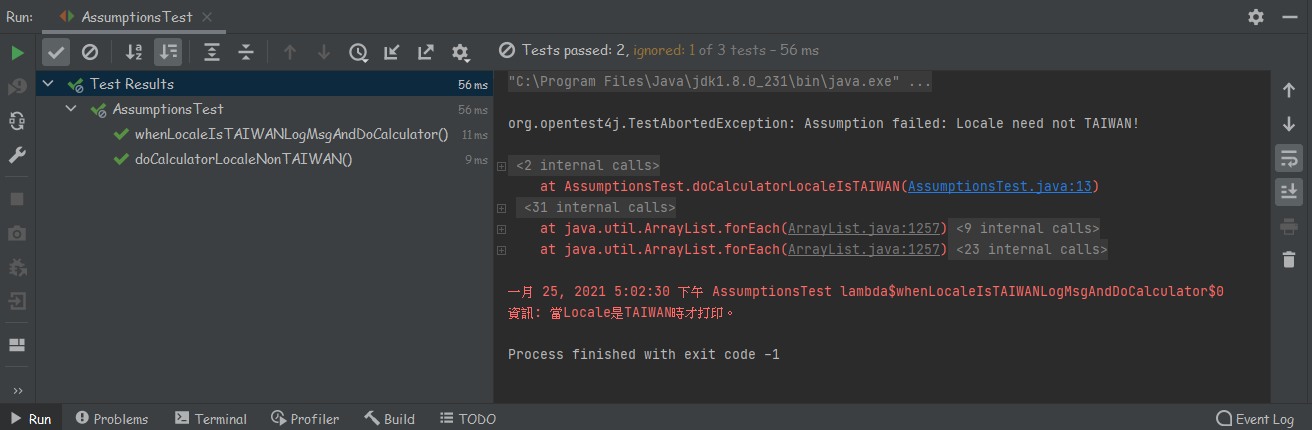 Run: AssumptionsTest
Tests passed: 2, ignored: 1 of 3 tests – 56 ms
Test Results 56 ms
AssumptionsTest 56 ms
whenLocaleIsTAIWANLogMsgAndDoCalculator() 11 ms
doCalculatorLocaleNonTAIWAN() 9 ms
"C:\Program Files\Java\jdk1.8.0_231\bin\java.exe" ...
org.opentest4j.TestAbortedException: Assumption failed: Locale need not TAIWAN!
<2 internal calls>
at AssumptionsTest.doCalculatorLocaleIsTAIWAN(AssumptionsTest.java:13)
<31 internal calls>
at java.util.ArrayList.forEach(ArrayList.java:1257) <9 internal calls>
at java.util.ArrayList.forEach(ArrayList.java:1257) <23 internal calls>
一月 25, 2021 5:02:30 下午 AssumptionsTest lambda$whenLocaleIsTAIWANLogMsgAndDoCalculator$0
資訊: 當Locale是TAIWAN時才打印。
Process finished with exit code -1
Run Problems Terminal Profiler Build TODO Event Log